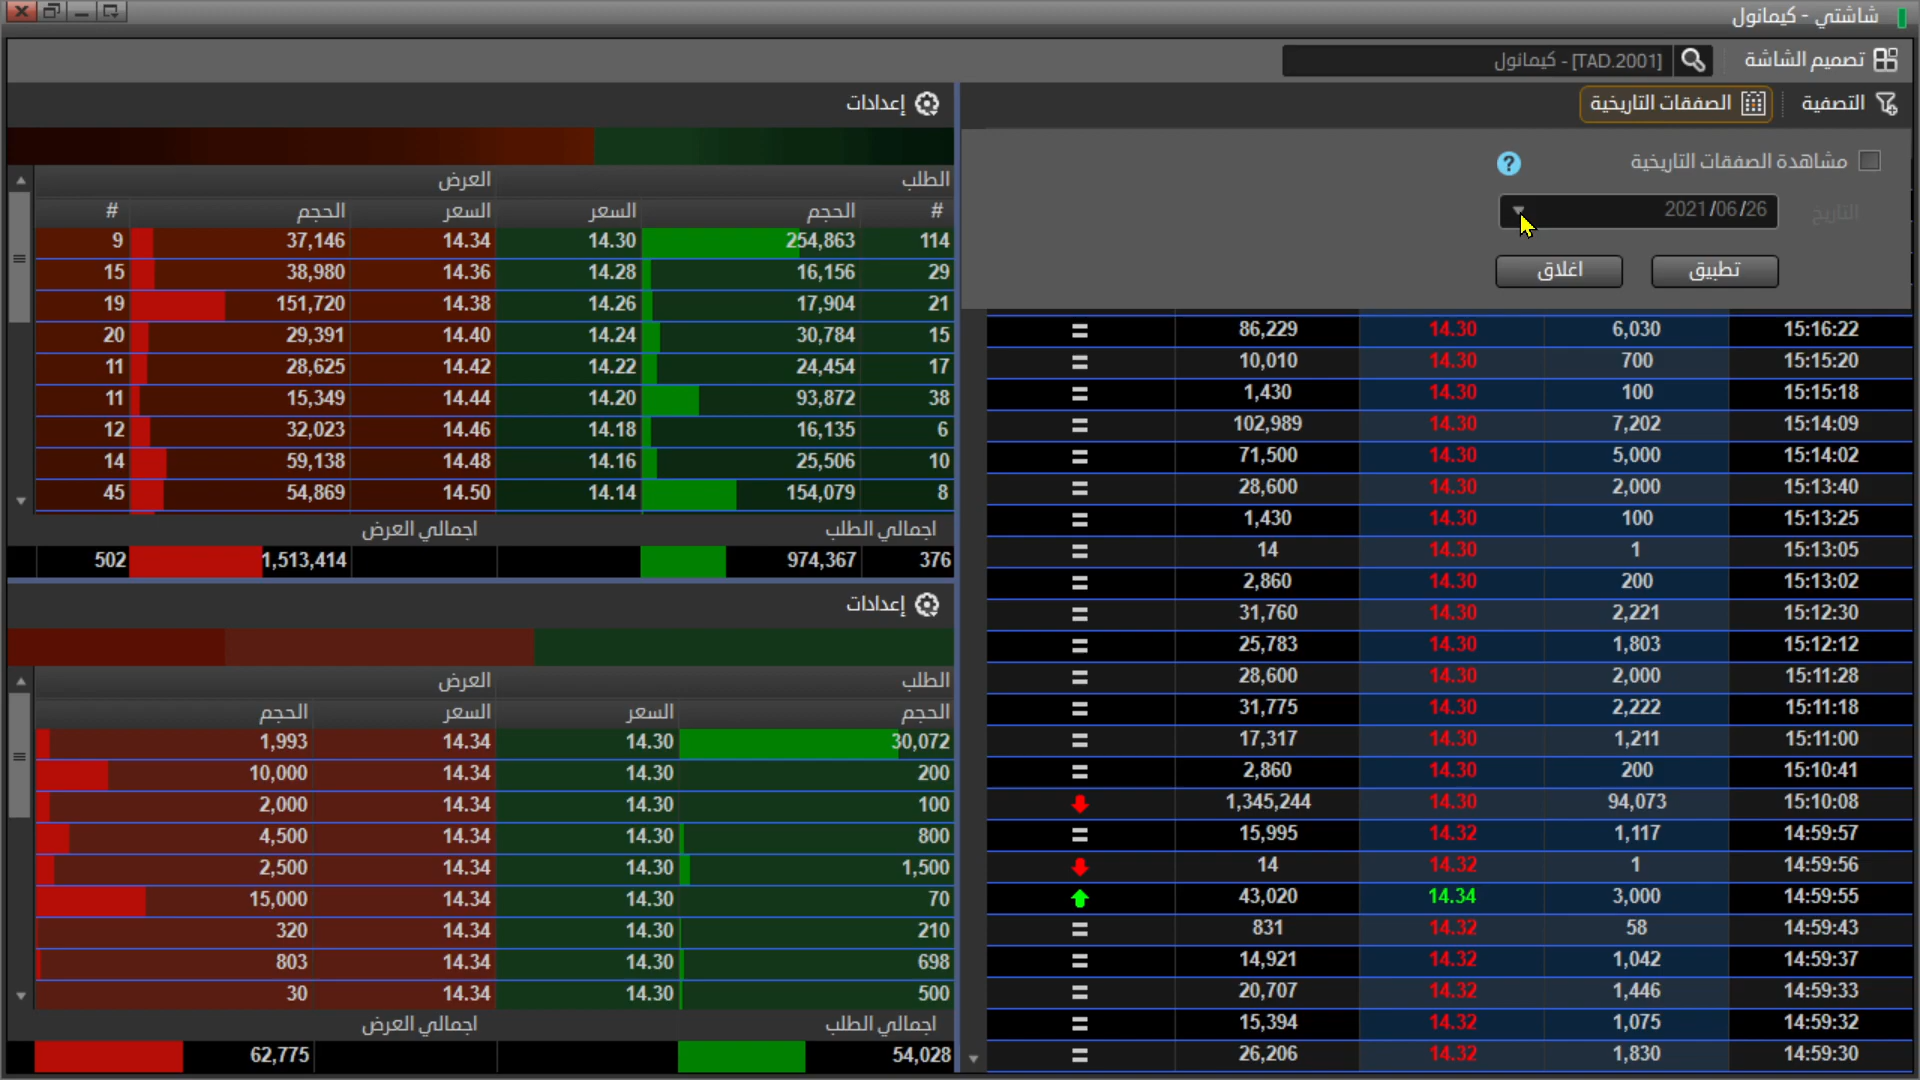 شاشتي - كيمانول
تصميم الشاشة
[TAD.2001] - كيمانول
التصفية
الصفقات التاريخية
مشاهدة الصفقات التاريخية
?
التاريخ 2021/06/26
تطبيق اغلاق
15:16:22 6,030 14.30 86,229 =
15:15:20 700 14.30 10,010 =
15:15:18 100 14.30 1,430 =
15:14:09 7,202 14.30 102,989 =
15:14:02 5,000 14.30 71,500 =
15:13:40 2,000 14.30 28,600 =
15:13:25 100 14.30 1,430 =
15:13:05 1 14.30 14 =
15:13:02 200 14.30 2,860 =
15:12:30 2,221 14.30 31,760 =
15:12:12 1,803 14.30 25,783 =
15:11:28 2,000 14.30 28,600 =
15:11:18 2,222 14.30 31,775 =
15:11:00 1,211 14.30 17,317 =
15:10:41 200 14.30 2,860 =
15:10:08 94,073 14.30 1,345,244
14:59:57 1,117 14.32 15,995 =
14:59:56 1 14.32 14
14:59:55 3,000 14.34 43,020
14:59:43 58 14.32 831 =
14:59:37 1,042 14.32 14,921 =
14:59:33 1,446 14.32 20,707 =
14:59:32 1,075 14.32 15,394 =
14:59:30 1,830 14.32 26,206 =
إعدادات
الطلب العرض
# الحجم السعر السعر الحجم #
114 254,863 14.30 14.34 37,146 9
29 16,156 14.28 14.36 38,980 15
21 17,904 14.26 14.38 151,720 19
15 30,784 14.24 14.40 29,391 20
17 24,454 14.22 14.42 28,625 11
38 93,872 14.20 14.44 15,349 11
6 16,135 14.18 14.46 32,023 12
10 25,506 14.16 14.48 59,138 14
8 154,079 14.14 14.50 54,869 45
اجمالي الطلب اجمالي العرض
376 974,367 1,513,414 502
إعدادات
الطلب العرض
الحجم السعر السعر الحجم
30,072 14.30 14.34 1,993
200 14.30 14.34 10,000
100 14.30 14.34 2,000
800 14.30 14.34 4,500
1,500 14.30 14.34 2,500
70 14.30 14.34 15,000
210 14.30 14.34 320
698 14.30 14.34 803
500 14.30 14.34 30
اجمالي الطلب اجمالي العرض
54,028 62,775